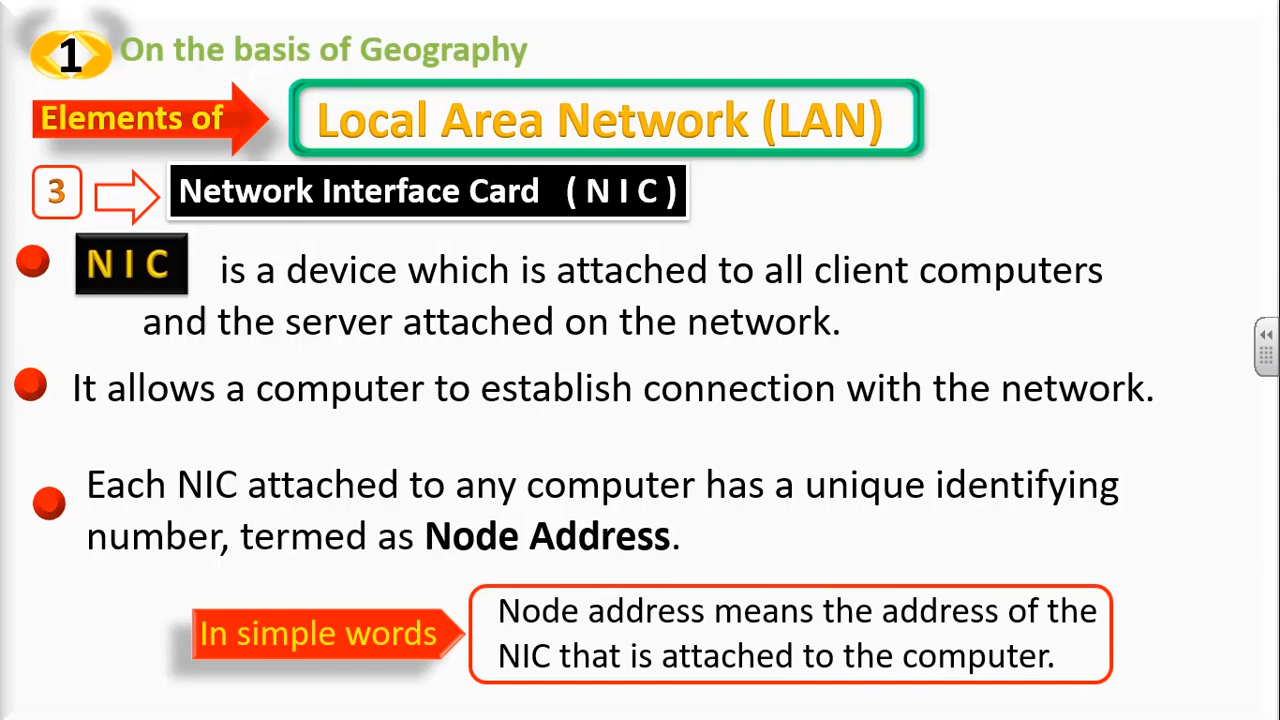 1 On the basis of Geography
Elements of Local Area Network (LAN)
3 Network Interface Card ( N I C )
N I C is a device which is attached to all client computers
and the server attached on the network.
It allows a computer to establish connection with the network.
Each NIC attached to any computer has a unique identifying
number, termed as Node Address.
Node address means the address of the
In simple words
NIC that is attached to the computer.